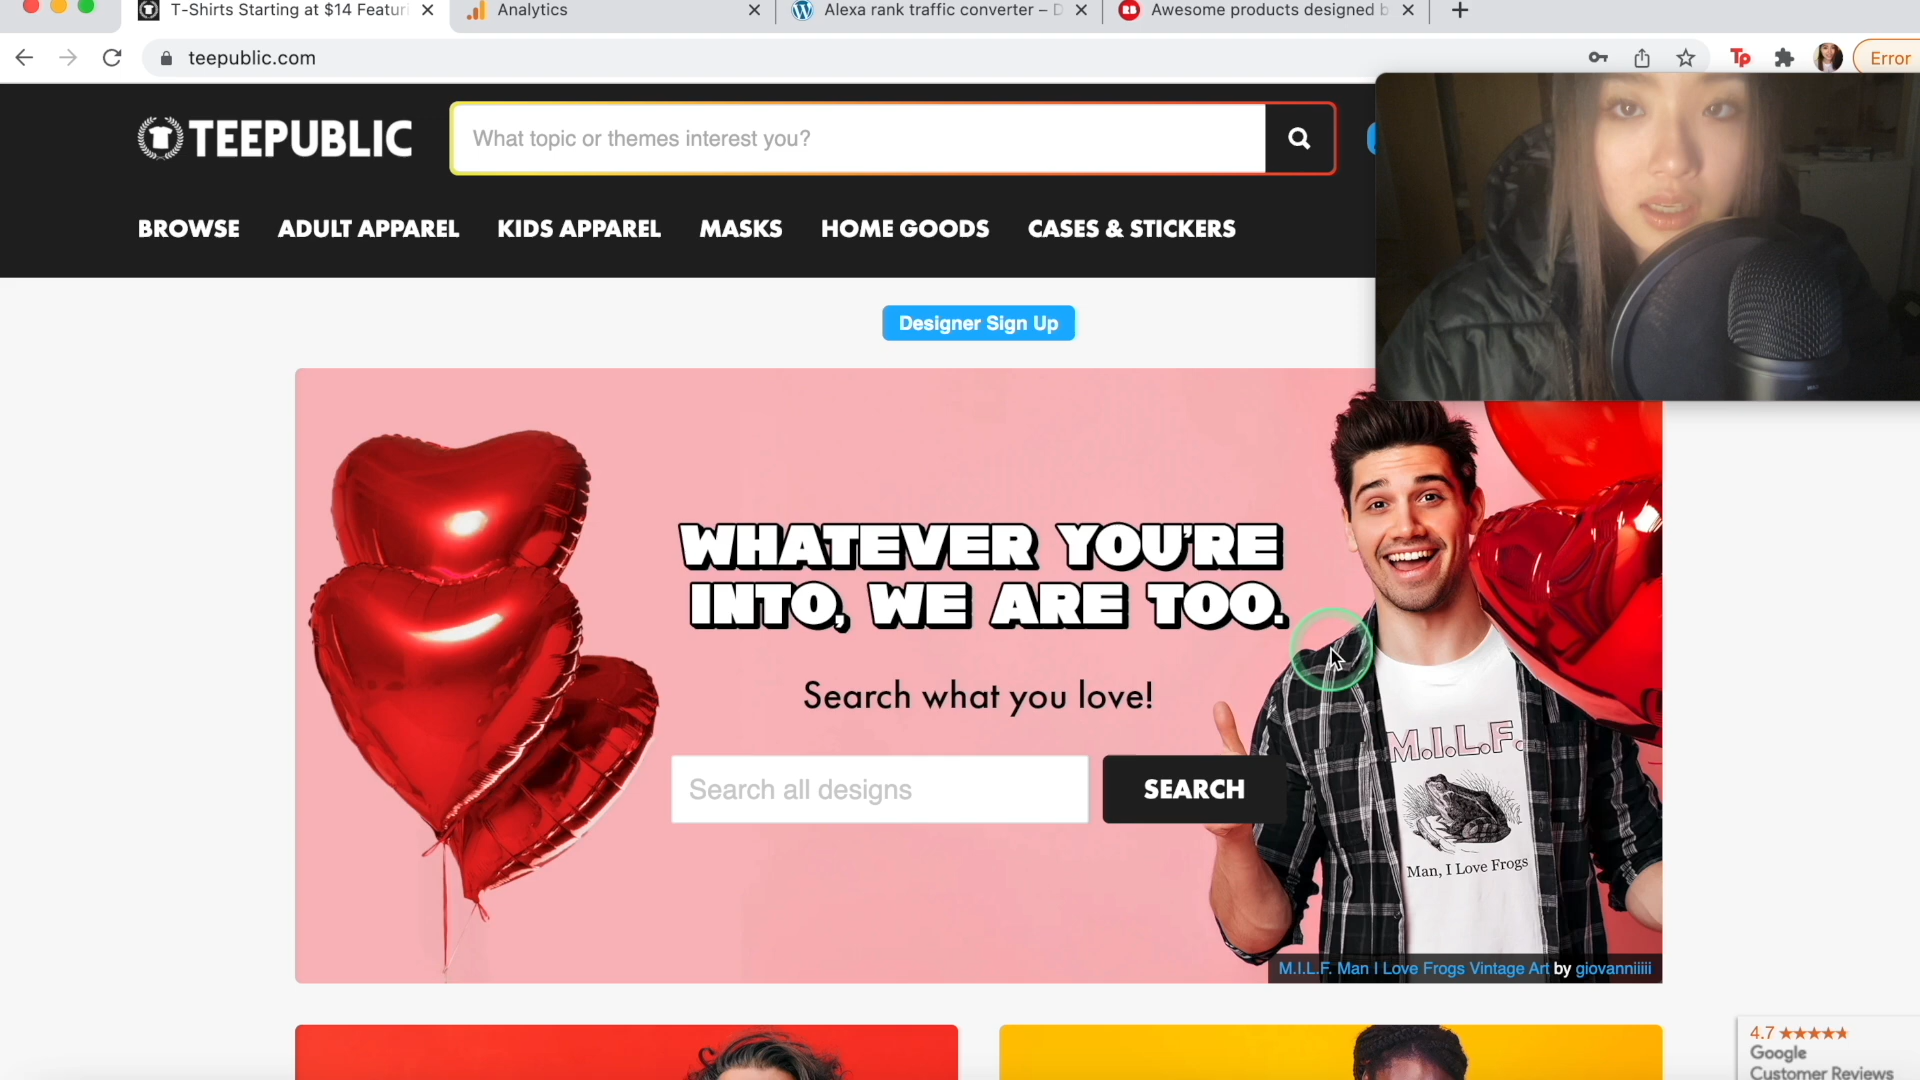 T-Shirts Starting at $14 Featuri
Analytics
Alexa rank traffic converter – D
Awesome products designed b
teepublic.com
Tp
Error
TEEPUBLIC
What topic or themes interest you?
BROWSE
ADULT APPAREL
KIDS APPAREL
MASKS
HOME GOODS
CASES & STICKERS
Designer Sign Up
WHATEVER YOU'RE
INTO, WE ARE TOO.
Search what you love!
Search all designs
SEARCH
M.I.L.F.
Man, I Love Frogs
M.I.L.F. Man I Love Frogs Vintage Art by giovanniiiii
4.7
Google
Customer Reviews